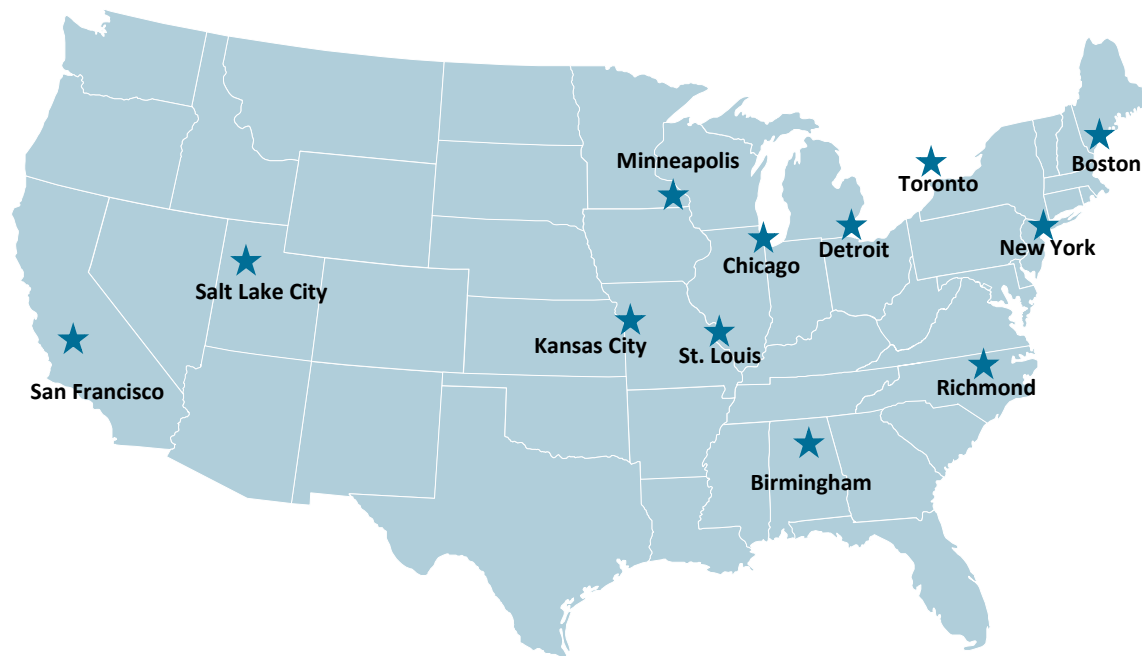 Minneapolis
Boston
Toronto
New York
Detroit
Chicago
Salt Lake City
Kansas City
St. Louis
Richmond
San Francisco
Birmingham